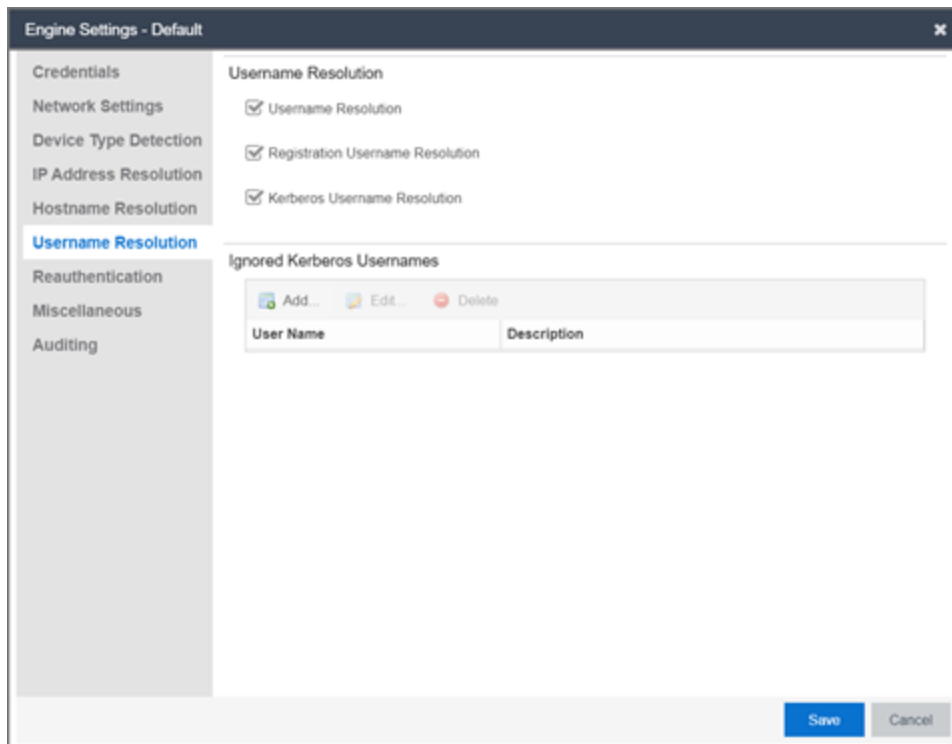 Engine Settings - Default
Credentials
Network Settings
Device Type Detection
IP Address Resolution
Hostname Resolution
Username Resolution
Reauthentication
Miscellaneous
Auditing
Username Resolution
Username Resolution
Registration Username Resolution
Kerberos Username Resolution
Ignored Kerberos Usernames
Add... Edit... Delete
User Name Description
Save Cancel